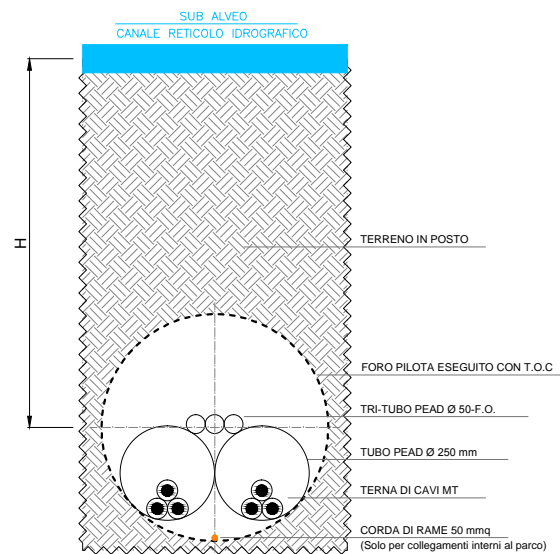 SUB ALVEO
CANALE RETICOLO IDROGRAFICO
H
TERRENO IN POSTO
FORO PILOTA ESEGUITO CON T.O.C
TRI-TUBO PEAD Ø 50-F.O.
TUBO PEAD Ø 250 mm
TERNA DI CAVI MT
CORDA DI RAME 50 mmq
(Solo per collegamenti interni al parco)